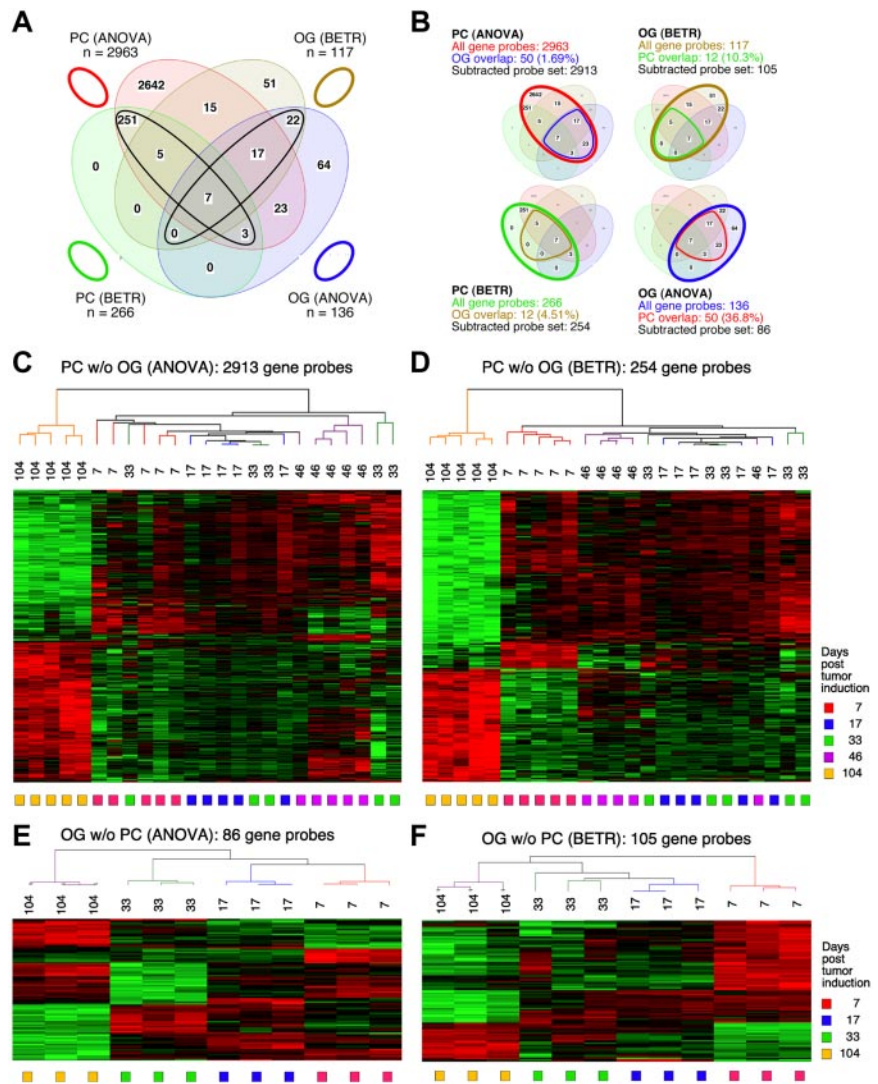 A
PC (ANOVA)
n = 2963
OG (BETR)
n = 117
2642
51
15
251
22
5
17
0
64
7
0
23
0
3
0
PC (BETR)
n = 266
OG (ANOVA)
n = 136
B
PC (ANOVA)
All gene probes: 2963
OG overlap: 50 (1.69%)
Subtracted probe set: 2913
OG (BETR)
All gene probes: 117
PC overlap: 12 (10.3%)
Subtracted probe set: 105
PC (BETR)
All gene probes: 266
OG overlap: 12 (4.51%)
Subtracted probe set: 254
OG (ANOVA)
All gene probes: 136
PC overlap: 50 (36.8%)
Subtracted probe set: 86
C
PC w/o OG (ANOVA): 2913 gene probes
104 104 104 104 104 7 7 33 7 7 7 17 17 17 17 33 33 17 46 46 46 46 46 33 33
D
PC w/o OG (BETR): 254 gene probes
104 104 104 104 104 7 7 7 7 7 46 46 46 46 33 17 17 17 33 33 17 46 17 33 33
Days
post
tumor
induction
7
17
33
46
104
E
OG w/o PC (ANOVA): 86 gene probes
104 104 104 33 33 33 17 17 17 7 7 7
F
OG w/o PC (BETR): 105 gene probes
104 104 104 33 33 33 17 17 17 7 7 7
Days
post
tumor
induction
7
17
33
104